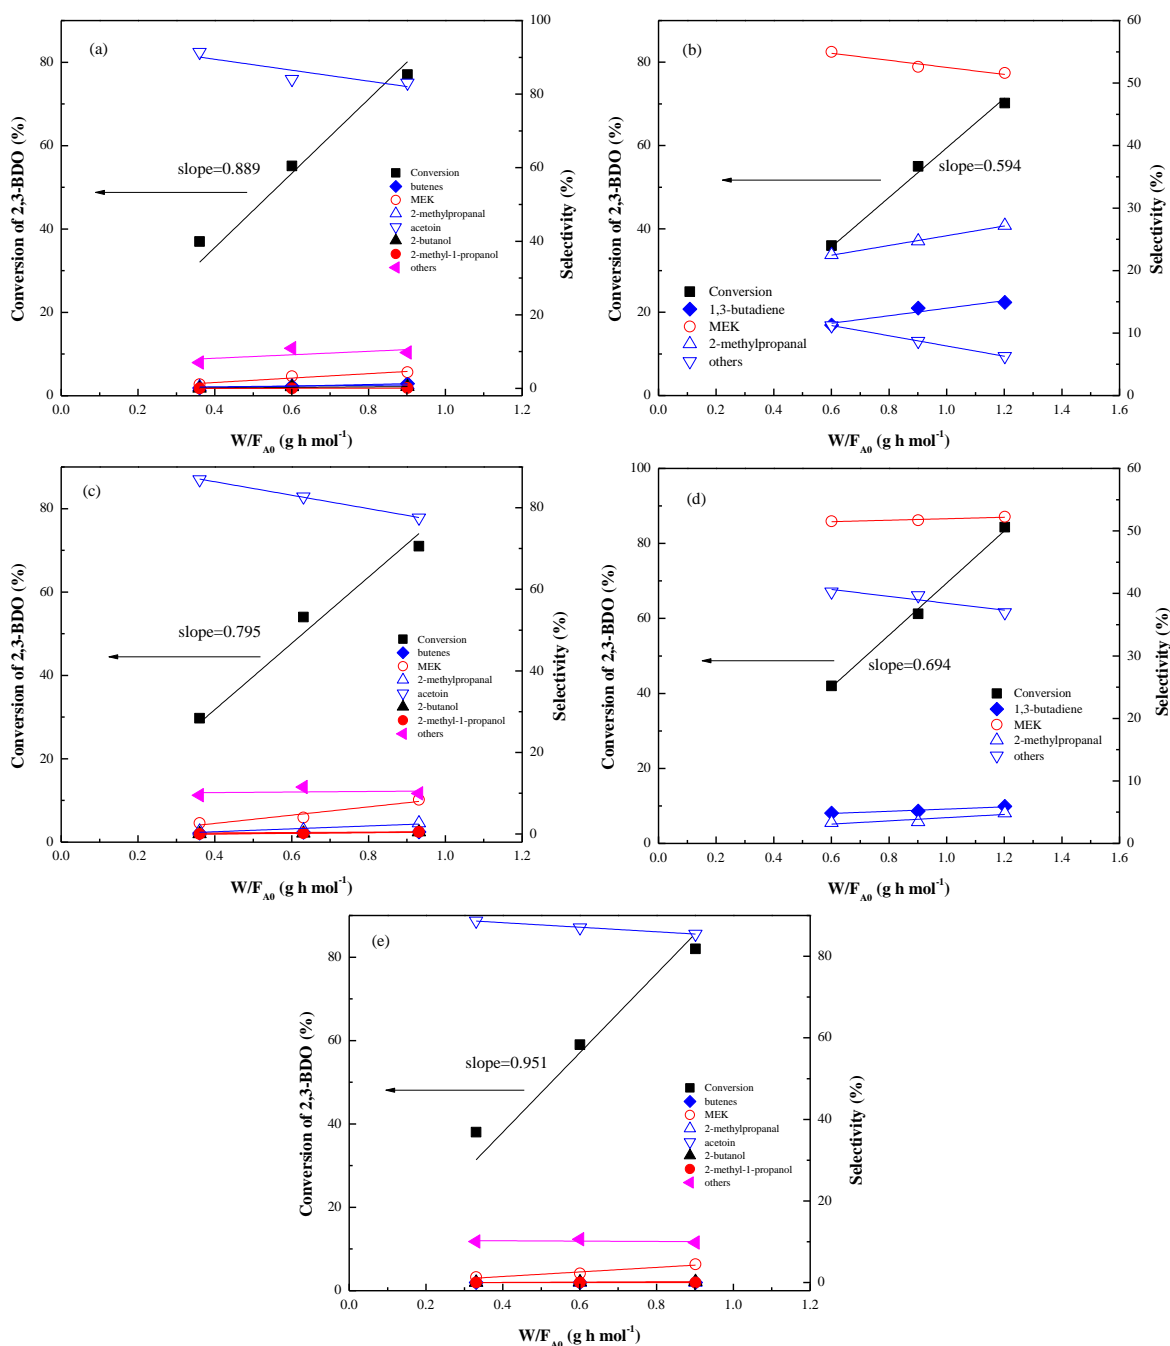 (a)
Conversion of 2,3-BDO (%)
80
60
40
20
0
0.0 0.2 0.4 0.6 0.8 1.0 1.2
W/F_A0 (g h mol⁻¹)
100
80
60
40
20
0
Selectivity (%)
slope=0.889
Conversion
butenes
MEK
2-methylpropanal
acetoin
2-butanol
2-methyl-1-propanol
others
(b)
Conversion of 2,3-BDO (%)
80
60
40
20
0
0.0 0.2 0.4 0.6 0.8 1.0 1.2 1.4 1.6
W/F_A0 (g h mol⁻¹)
60
50
40
30
20
10
0
Selectivity (%)
slope=0.594
Conversion
1,3-butadiene
MEK
2-methylpropanal
others
(c)
Conversion of 2,3-BDO (%)
80
60
40
20
0
0.0 0.2 0.4 0.6 0.8 1.0 1.2
W/F_A0 (g h mol⁻¹)
80
60
40
20
0
Selectivity (%)
slope=0.795
Conversion
butenes
MEK
2-methylpropanal
acetoin
2-butanol
2-methyl-1-propanol
others
(d)
Conversion of 2,3-BDO (%)
100
80
60
40
20
0
0.0 0.2 0.4 0.6 0.8 1.0 1.2 1.4 1.6
W/F_A0 (g h mol⁻¹)
60
50
40
30
20
10
0
Selectivity (%)
slope=0.694
Conversion
1,3-butadiene
MEK
2-methylpropanal
others
(e)
Conversion of 2,3-BDO (%)
80
60
40
20
0
0.0 0.2 0.4 0.6 0.8 1.0 1.2
W/F_A0 (g h mol⁻¹)
80
60
40
20
0
Selectivity (%)
slope=0.951
Conversion
butenes
MEK
2-methylpropanal
acetoin
2-butanol
2-methyl-1-propanol
others